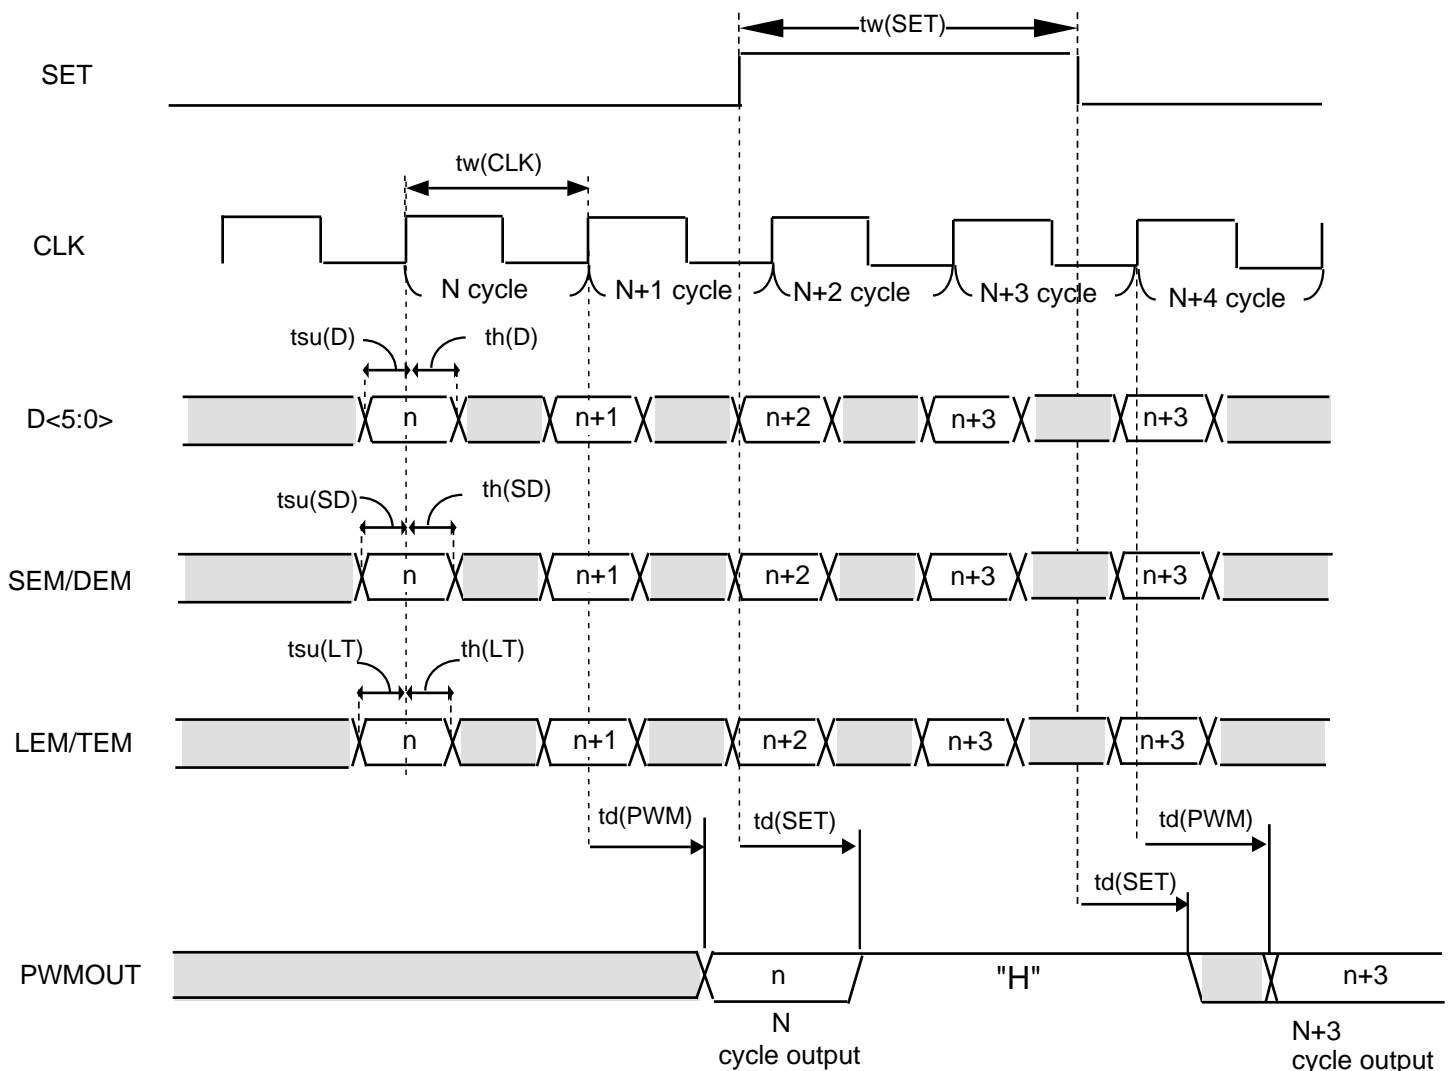 tw(SET)
SET
tw(CLK)
CLK
N cycle N+1 cycle N+2 cycle N+3 cycle N+4 cycle
tsu(D) th(D)
D<5:0> n n+1 n+2 n+3 n+3
tsu(SD) th(SD)
SEM/DEM n n+1 n+2 n+3 n+3
tsu(LT) th(LT)
LEM/TEM n n+1 n+2 n+3 n+3
td(PWM) td(SET) td(PWM)
td(SET)
PWMOUT n "H" n+3
N
cycle output
N+3
cycle output